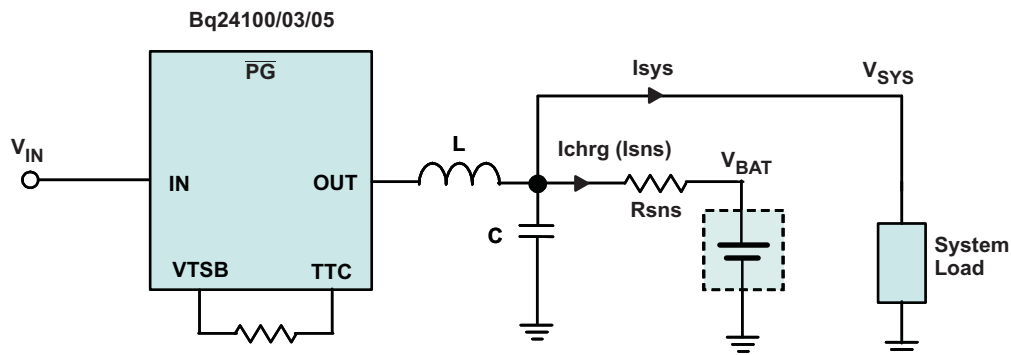 Bq24100/03/05
PG
Isys
VSYS
VIN
L
Ichrg (Isns)
VBAT
IN
OUT
Rsns
C
System
Load
VTSB
TTC